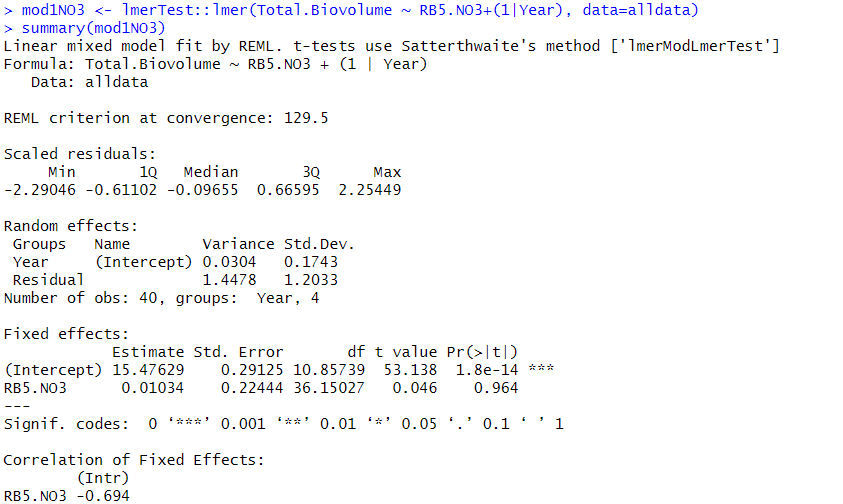 > mod1NO3 <- lmerTest::lmer(Total.Biovolume ~ RB5.NO3+(1|Year), data=alldata)
> summary(mod1NO3)
Linear mixed model fit by REML. t-tests use Satterthwaite's method ['lmerModLmerTest']
Formula: Total.Biovolume ~ RB5.NO3 + (1 | Year)
   Data: alldata

REML criterion at convergence: 129.5

Scaled residuals:
     Min       1Q   Median       3Q      Max
-2.29046 -0.61102 -0.09655  0.66595  2.25449

Random effects:
 Groups   Name        Variance Std.Dev.
 Year     (Intercept) 0.0304   0.1743
 Residual             1.4478   1.2033
Number of obs: 40, groups:  Year, 4

Fixed effects:
            Estimate Std. Error       df t value Pr(>|t|)
(Intercept) 15.47629    0.29125 10.85739  53.138  1.8e-14 ***
RB5.NO3      0.01034    0.22444 36.15027   0.046    0.964
---
Signif. codes:  0 ‘***’ 0.001 ‘**’ 0.01 ‘*’ 0.05 ‘.’ 0.1 ‘ ’ 1

Correlation of Fixed Effects:
        (Intr)
RB5.NO3 -0.694